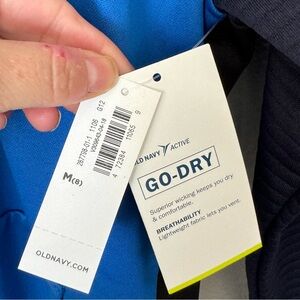 M(8)
OLDNAVY.COM
OLD NAVY ACTIVE
GO-DRY
Superior wicking keeps you dry
& comfortable.
BREATHABILITY
Lightweight fabric lets you vent.